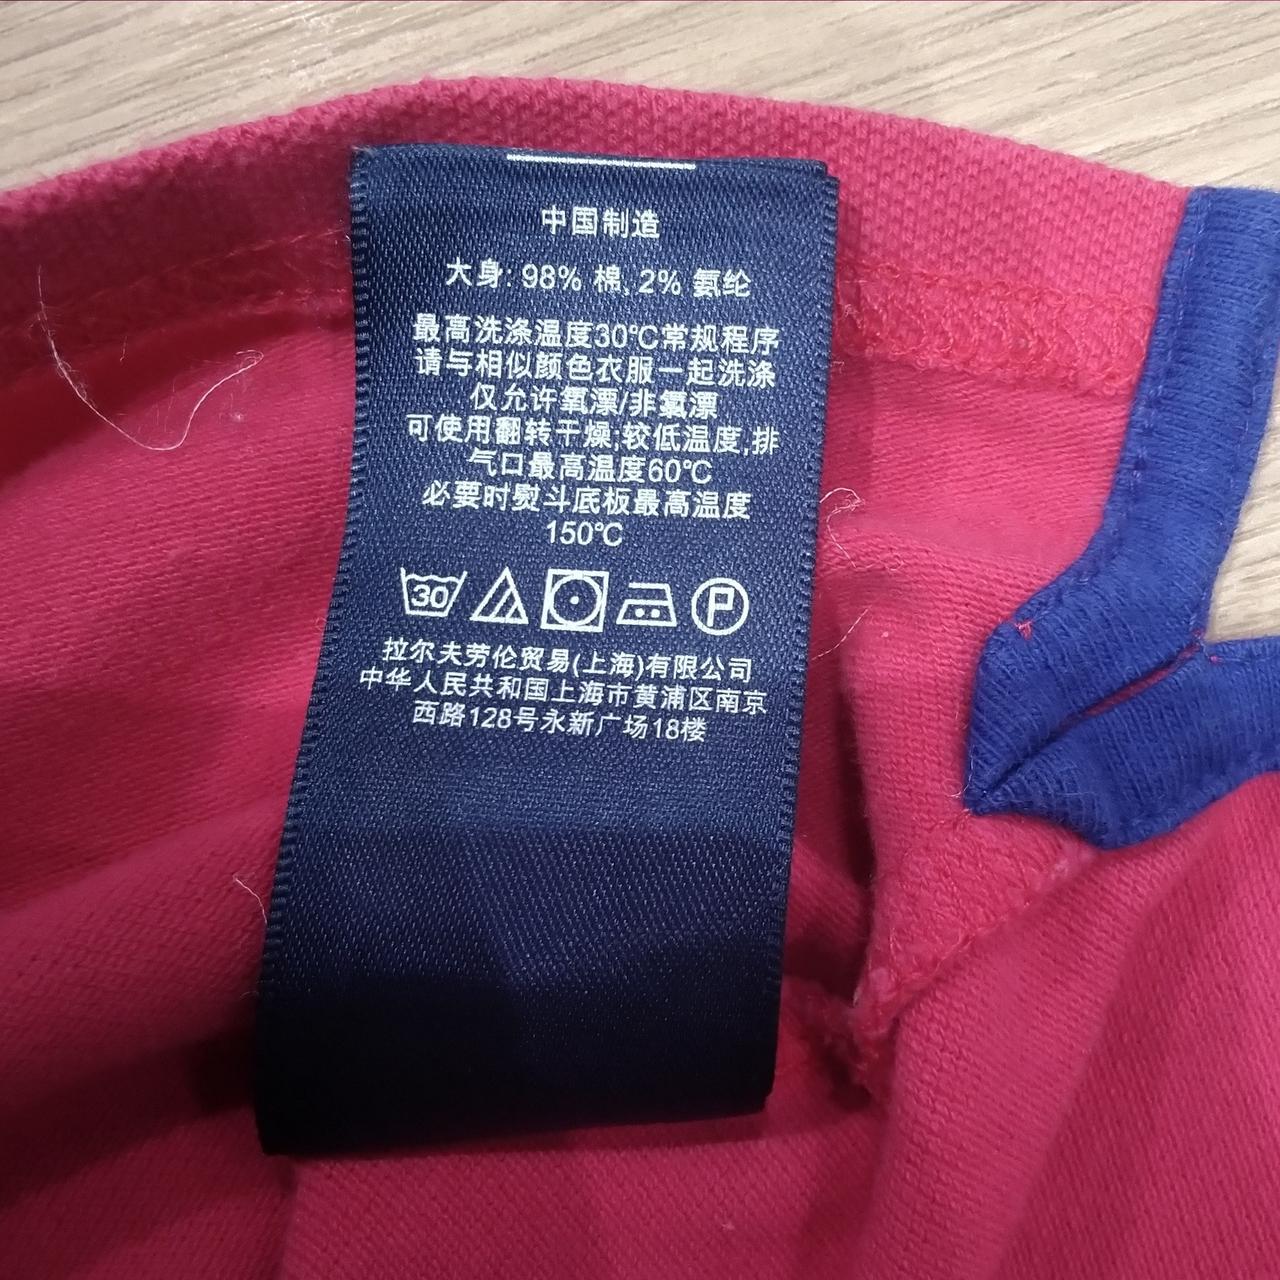 中国制造
大身: 98% 棉, 2% 氨纶
最高洗涤温度30℃常规程序
请与相似颜色衣服一起洗涤
仅允许氧漂/非氯漂
可使用翻转干燥;较低温度,排
气口最高温度60℃
必要时熨斗底板最高温度
150℃
30 P
拉尔夫劳伦贸易(上海)有限公司
中华人民共和国上海市黄浦区南京
西路128号永新广场18楼